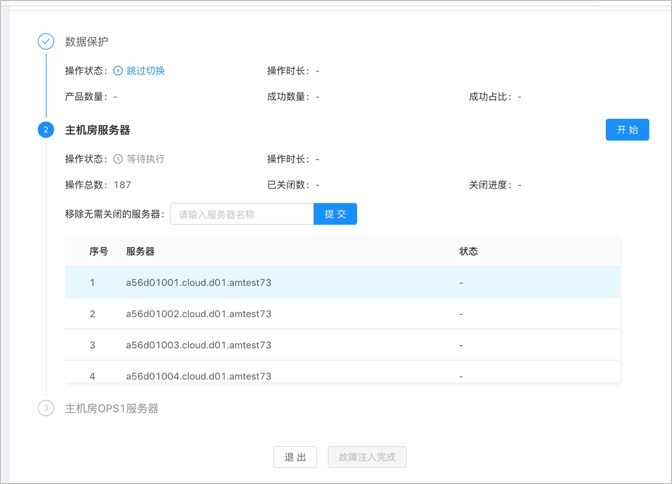 数据保护
操作状态： 跳过切换 操作时长： -
产品数量： - 成功数量： - 成功占比： -
2 主机房服务器 开 始
操作状态： 等待执行 操作时长： -
操作总数： 187 已关闭数： - 关闭进度： -
移除无需关闭的服务器： 请输入服务器名称 提 交
序号 服务器 状态
1 a56d01001.cloud.d01.amtest73 -
2 a56d01002.cloud.d01.amtest73 -
3 a56d01003.cloud.d01.amtest73 -
4 a56d01004.cloud.d01.amtest73 -
3 主机房OPS1服务器
退 出 故障注入完成